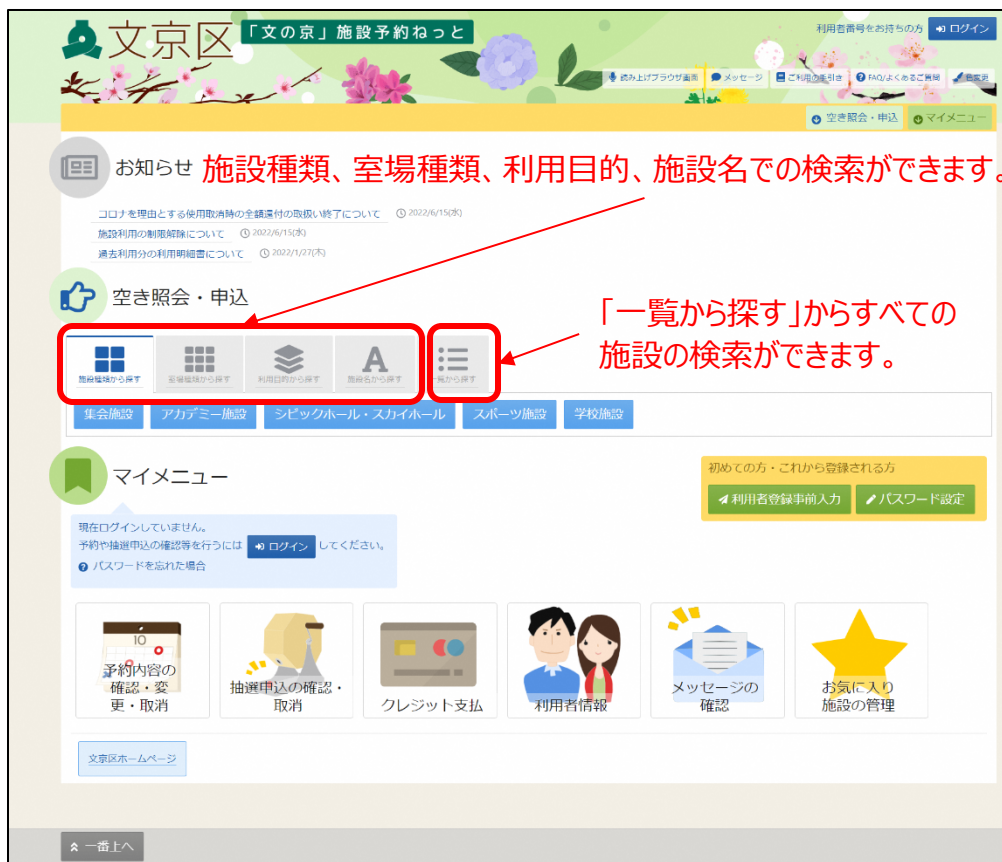 文京区「文の京」施設予約ねっと
利用者番号をお持ちの方 ログイン
読み上げブラウザ画面 メッセージ ご利用の手引き FAQ/よくあるご質問 色変更
空き照会・申込 マイメニュー
お知らせ 施設種類、室場種類、利用目的、施設名での検索ができます。
コロナを理由とする使用取消時の全額還付の取扱い終了について 2022/6/15(水)
施設利用の制限解除について 2022/6/15(水)
過去利用分の利用明細書について 2022/1/27(木)
空き照会・申込
「一覧から探す」からすべての
施設の検索ができます。
施設種類から探す 室場種類から探す 利用目的から探す 施設名から探す 一覧から探す
集会施設 アカデミー施設 シビックホール・スカイホール スポーツ施設 学校施設
マイメニュー
初めての方・これから登録される方
利用者登録事前入力 パスワード設定
現在ログインしていません。
予約や抽選申込の確認等を行うには ログイン してください。
パスワードを忘れた場合
10
予約内容の
確認・変
更・取消
抽選申込の確認・
取消
クレジット支払
利用者情報
メッセージの
確認
お気に入り
施設の管理
文京区ホームページ
一番上へ